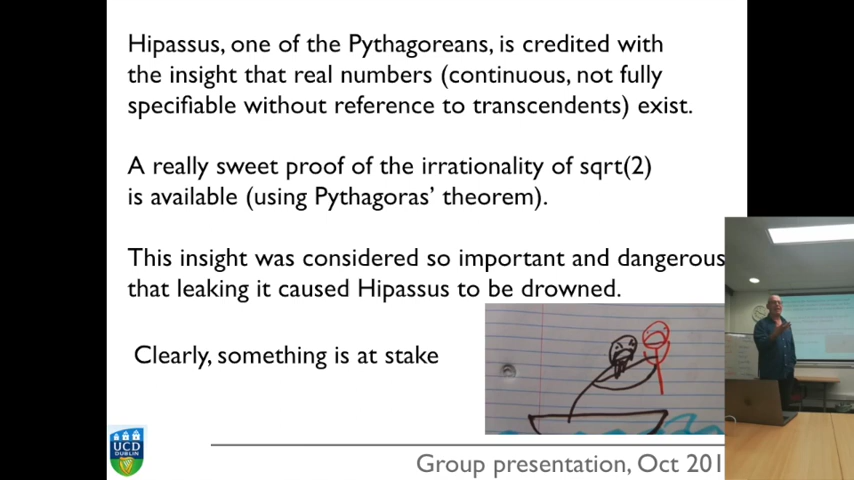 Hipassus, one of the Pythagoreans, is credited with
the insight that real numbers (continuous, not fully
specifiable without reference to transcendents) exist.
A really sweet proof of the irrationality of sqrt(2)
is available (using Pythagoras' theorem).
This insight was considered so important and dangerous
that leaking it caused Hipassus to be drowned.
Clearly, something is at stake
UCD
DUBLIN
Group presentation, Oct 201